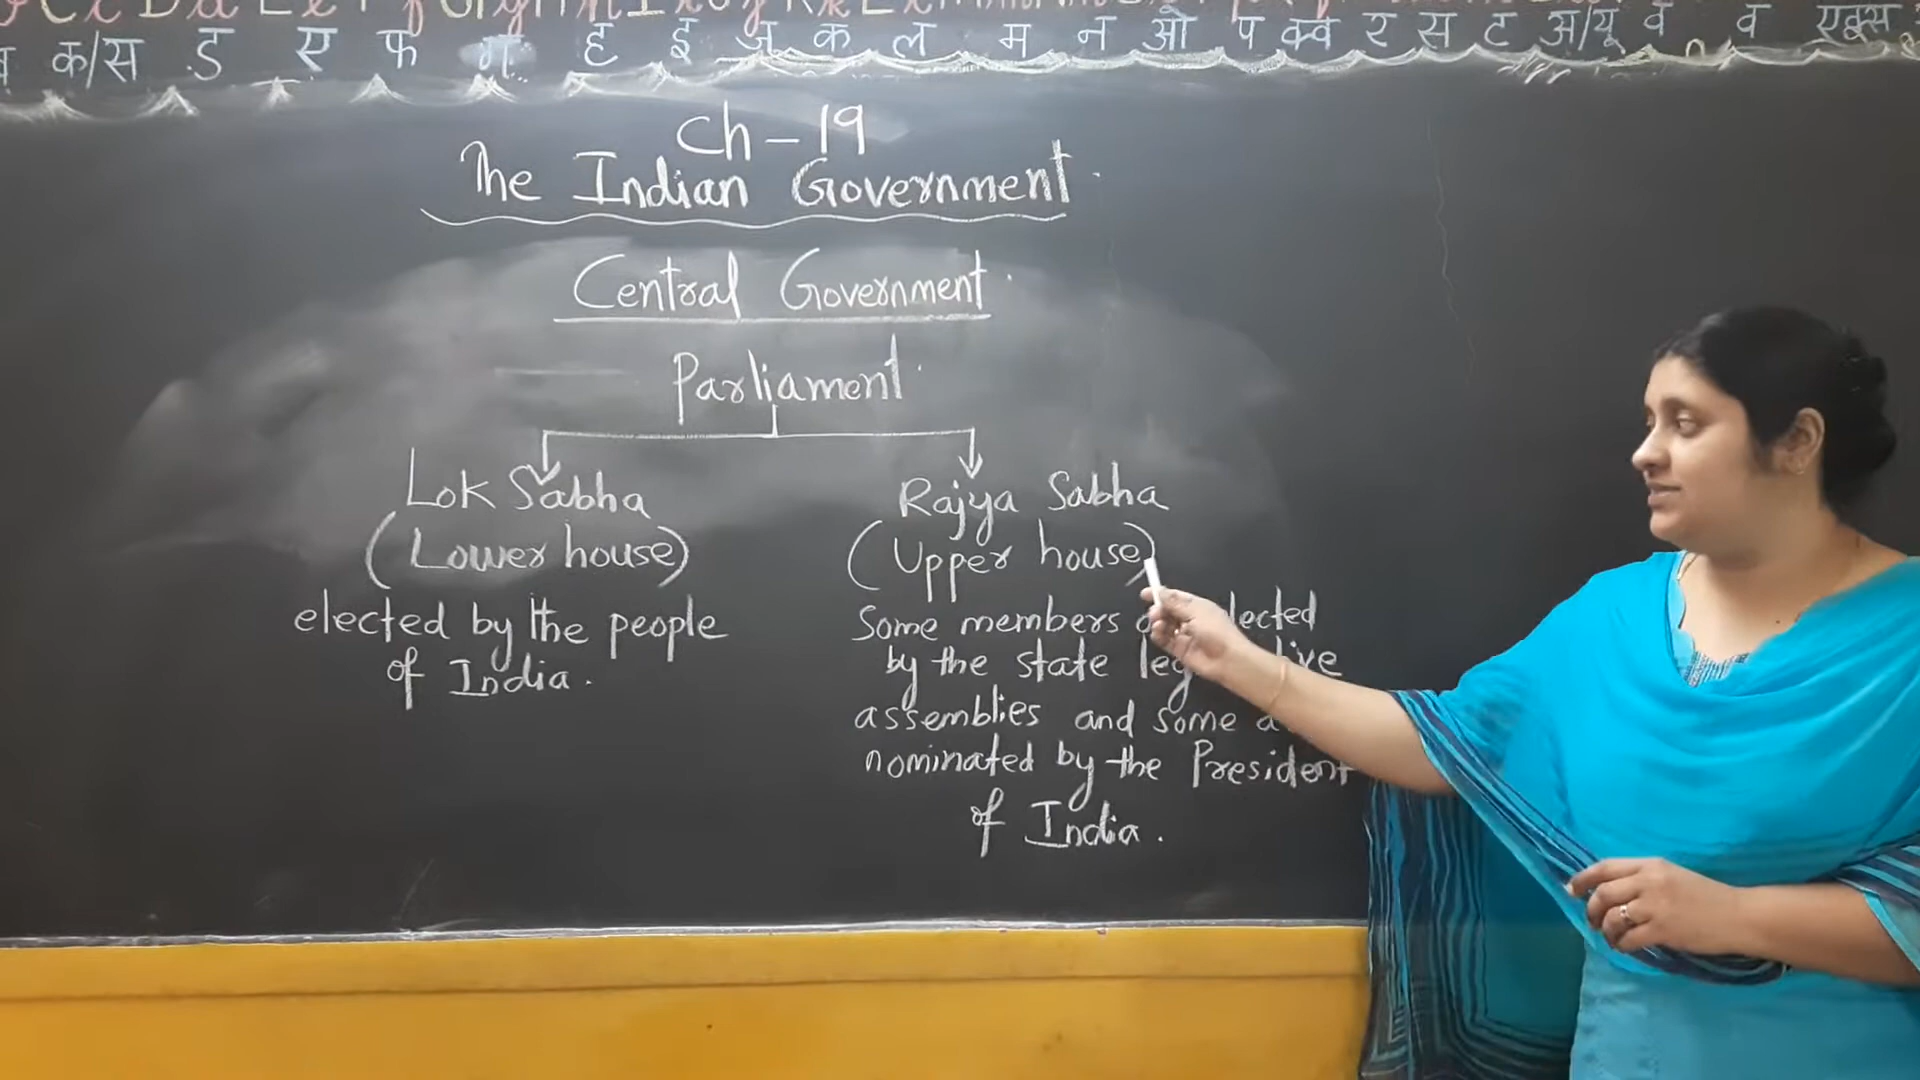 क/स ड ए फ ग ह इ ज क ल म न ओ प क्व र स ट अ/यू व व एक्स
Ch - 19
The Indian Government.
Central Government.
Parliament.
Lok Sabha Rajya Sabha
(Lower house) (Upper house)
elected by the people
of India.
Some members
by the state
assemblies and some
nominated by the President
of India.